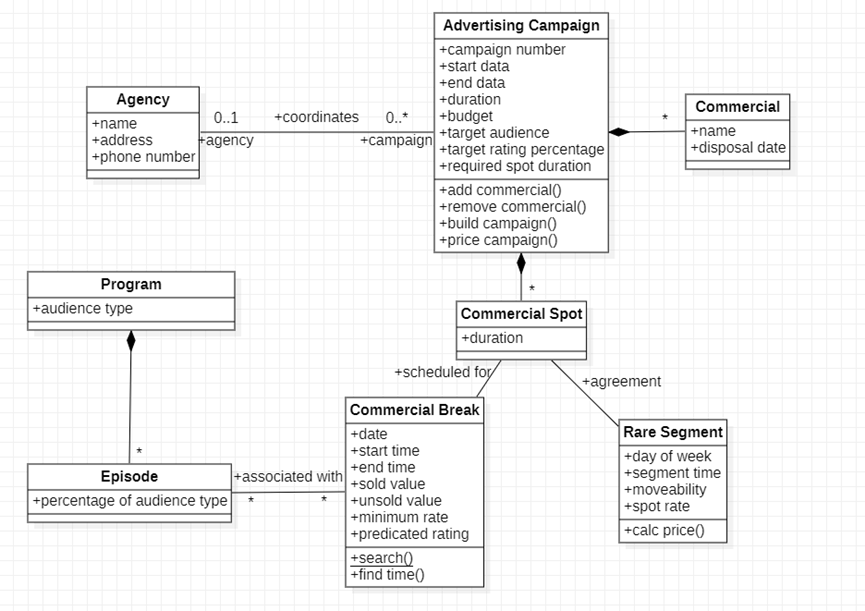 Advertising Campaign
+campaign number
+start data
+end data
+duration
+budget
+target audience
+target rating percentage
+required spot duration
+add commercial()
+remove commercial()
+build campaign()
+price campaign()
Agency
+name
+address
+phone number
0..1
+coordinates
0..*
+agency
+campaign
Commercial
+name
+disposal date
*
Program
+audience type
*
Commercial Spot
+duration
*
+scheduled for
+agreement
Commercial Break
+date
+start time
+end time
+sold value
+unsold value
+minimum rate
+predicated rating
+search()
+find time()
Rare Segment
+day of week
+segment time
+moveability
+spot rate
+calc price()
Episode
+percentage of audience type
+associated with
*
*